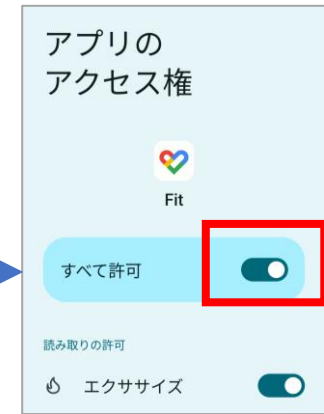 アプリの
アクセス権
Fit
すべて許可
読み取りの許可
エクササイズ